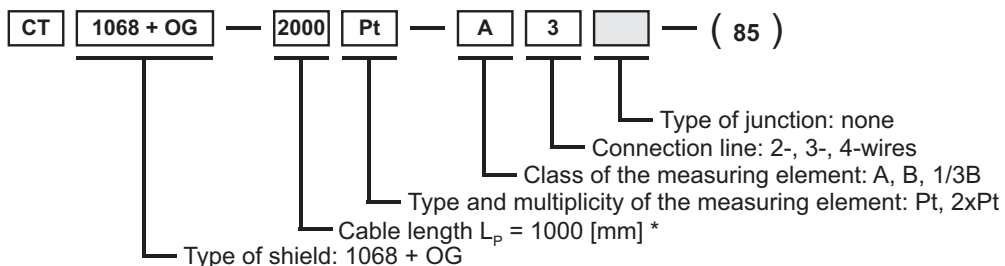 CT 1068 + OG — 2000 Pt — A 3 — ( 85 )
Type of junction: none
Connection line: 2-, 3-, 4-wires
Class of the measuring element: A, B, 1/3B
Type and multiplicity of the measuring element: Pt, 2xPt
Cable length LP = 1000 [mm] *
Type of shield: 1068 + OG